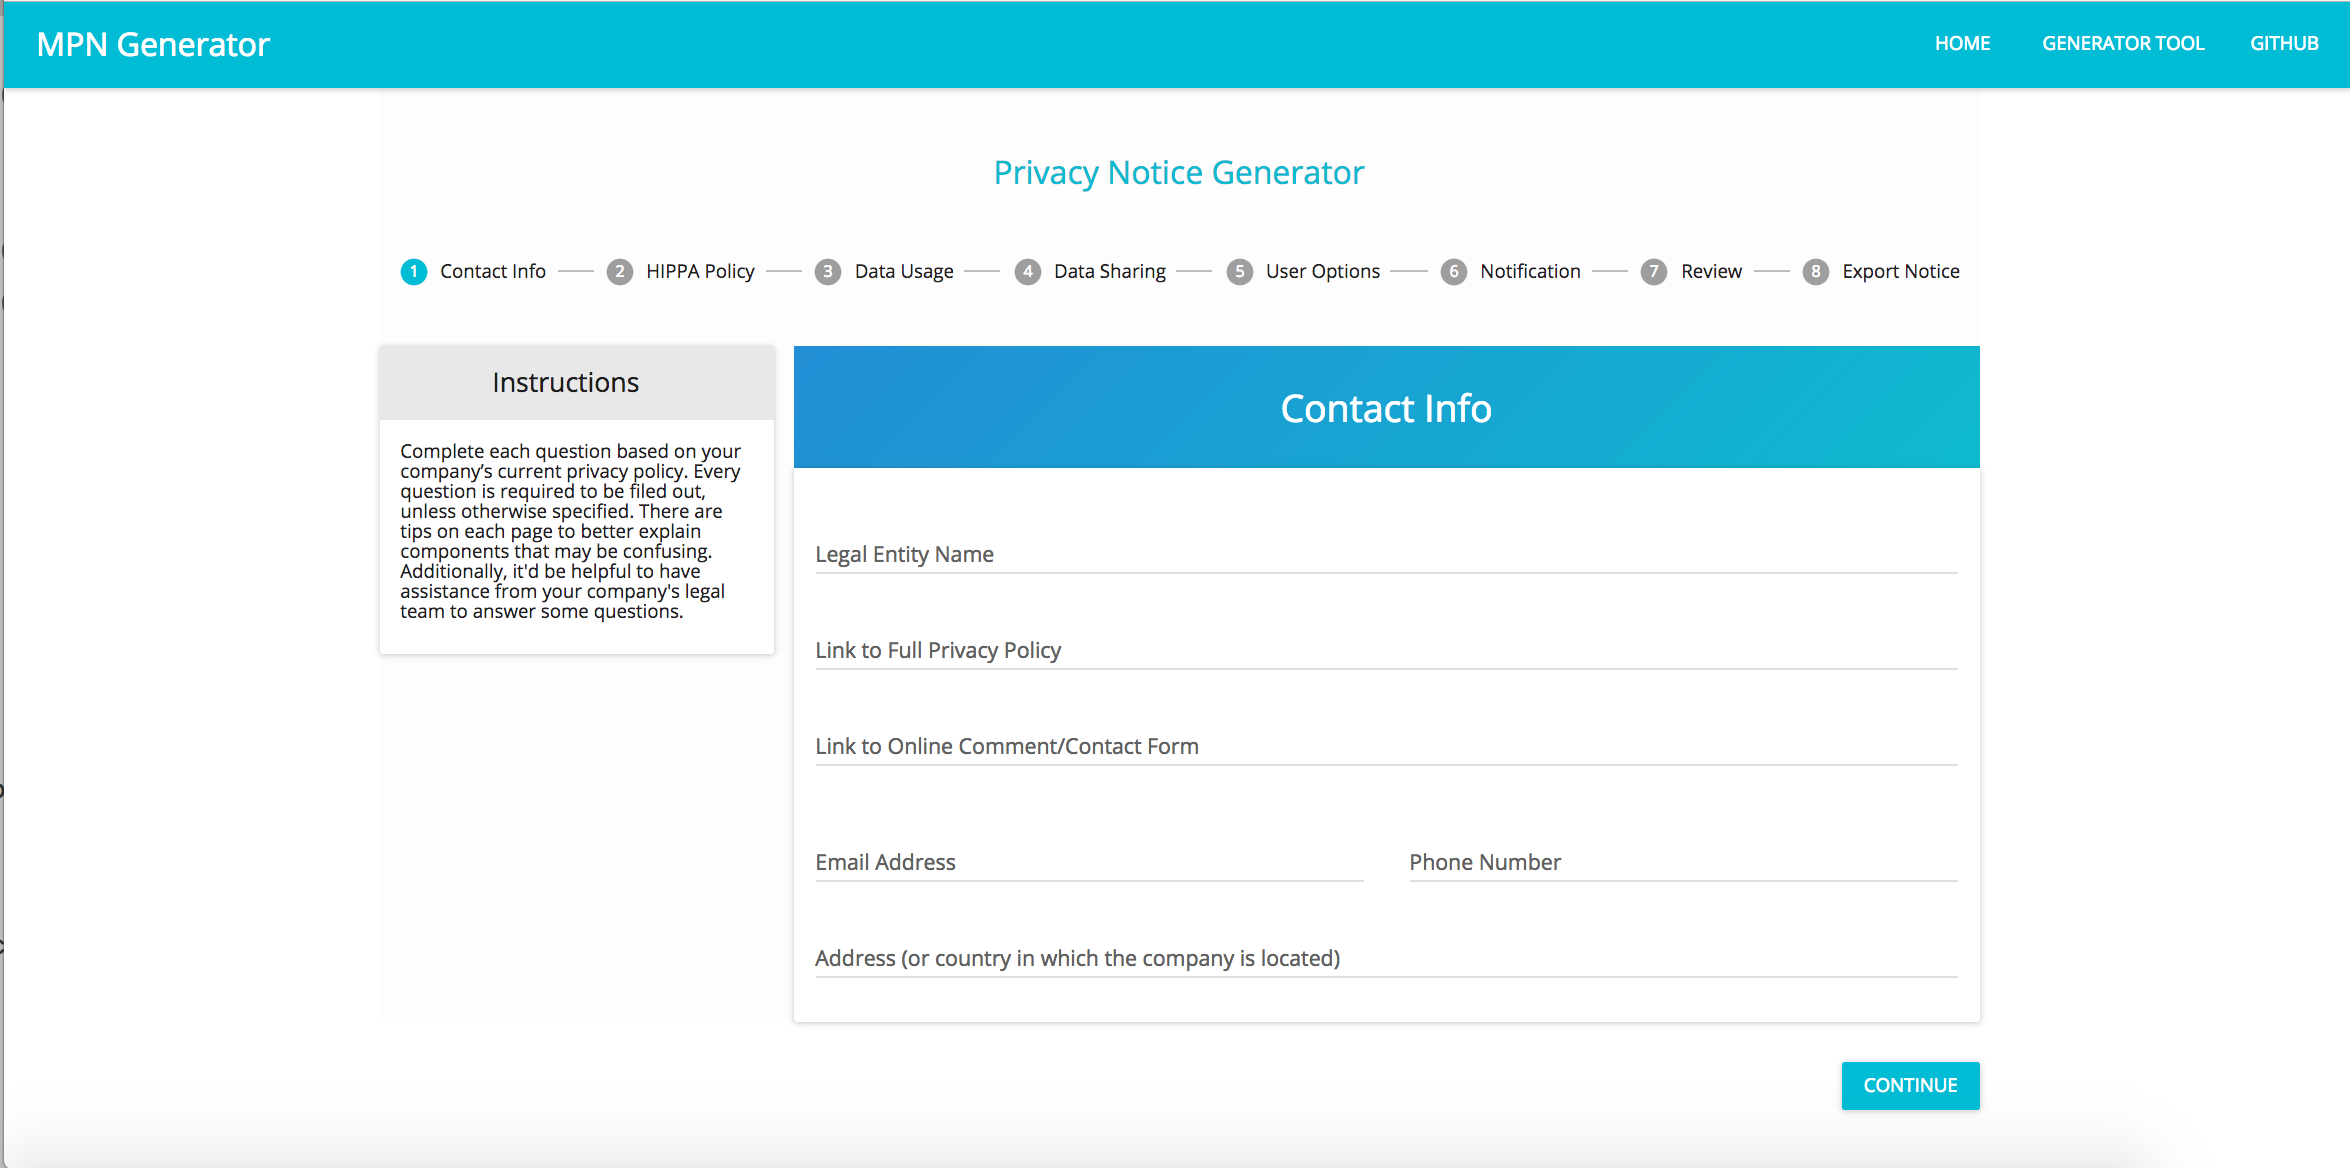 MPN Generator
HOME
GENERATOR TOOL
GITHUB
Privacy Notice Generator
1 Contact Info
2 HIPPA Policy
3 Data Usage
4 Data Sharing
5 User Options
6 Notification
7 Review
8 Export Notice
Instructions
Complete each question based on your
company’s current privacy policy. Every
question is required to be filed out,
unless otherwise specified. There are
tips on each page to better explain
components that may be confusing.
Additionally, it'd be helpful to have
assistance from your company's legal
team to answer some questions.
Contact Info
Legal Entity Name
Link to Full Privacy Policy
Link to Online Comment/Contact Form
Email Address
Phone Number
Address (or country in which the company is located)
CONTINUE